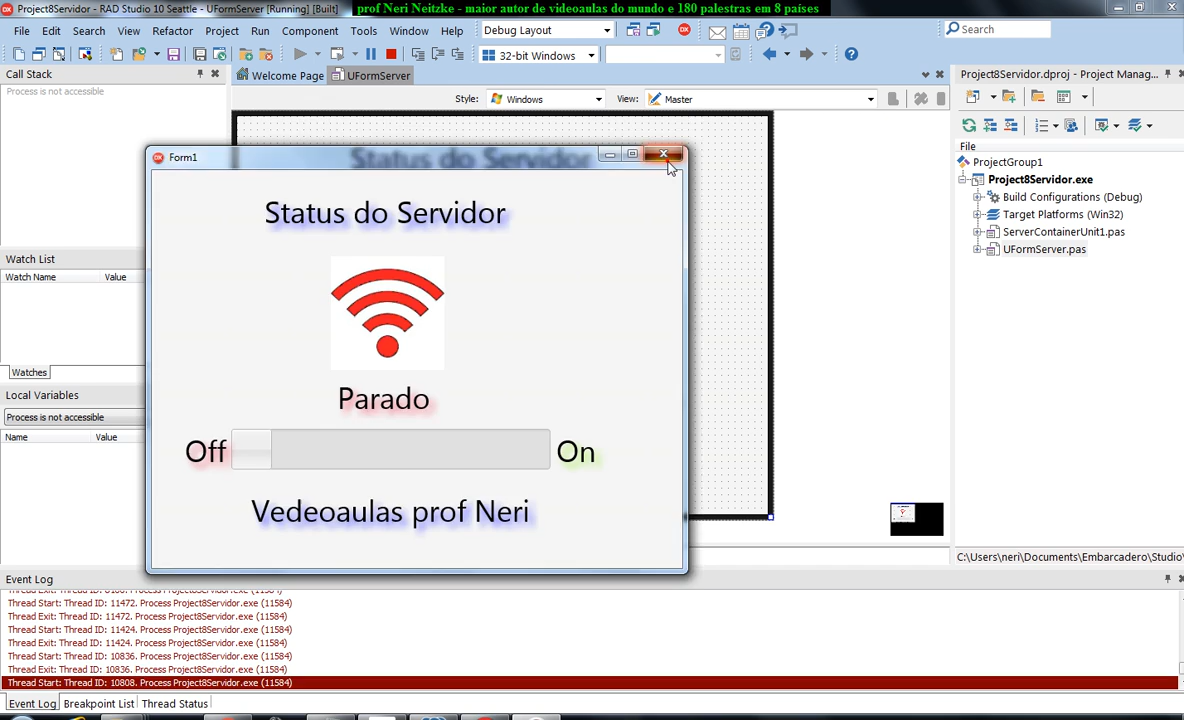 prof Neri Neitzke - maior autor de videoaulas do mundo e 180 palestras em 8 países
Project8Servidor - RAD Studio 10 Seattle - UFormServer [Running] [Built]
File Edit Search View Refactor Project Run Component Tools Window Help
Debug Layout
Search
32-bit Windows
Call Stack
Process is not accessible
Welcome Page
UFormServer
Style:
Windows
View:
Master
Project8Servidor.dproj - Project Manag...
File
ProjectGroup1
Project8Servidor.exe
Build Configurations (Debug)
Target Platforms (Win32)
ServerContainerUnit1.pas
UFormServer.pas
C:\Users\neri\Documents\Embarcadero\Studio\
Status do Servidor
Form1
Status do Servidor
Parado
Off
On
Vedeoaulas prof Neri
Watch List
Watch Name Value
Watches
Local Variables
Process is not accessible
Name Value
Event Log
Thread Start: Thread ID: 11472. Process Project8Servidor.exe (11584)
Thread Exit: Thread ID: 11472. Process Project8Servidor.exe (11584)
Thread Start: Thread ID: 11424. Process Project8Servidor.exe (11584)
Thread Exit: Thread ID: 11424. Process Project8Servidor.exe (11584)
Thread Start: Thread ID: 10836. Process Project8Servidor.exe (11584)
Thread Exit: Thread ID: 10836. Process Project8Servidor.exe (11584)
Thread Start: Thread ID: 10808. Process Project8Servidor.exe (11584)
Event Log
Breakpoint List
Thread Status